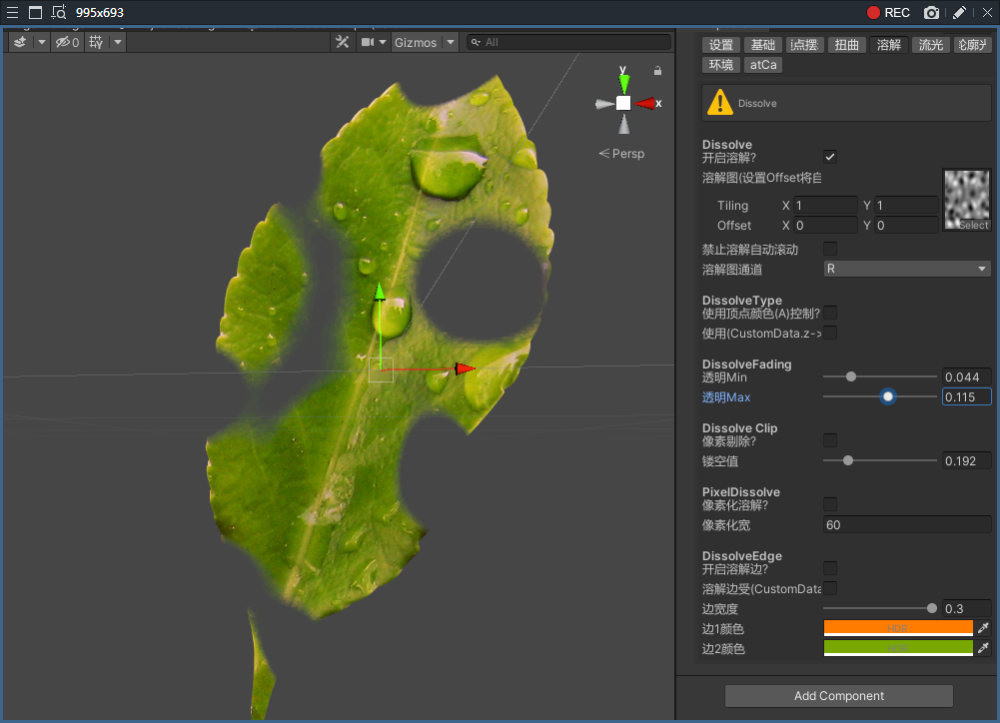 995x693
REC
0
Gizmos
All
y
x
Persp
设置 基础 扭曲 溶解 流光
环境 atCa
Dissolve
Dissolve
开启溶解?
溶解图(设置Offset将自
Tiling X 1 Y 1
Offset X 0 Y 0
Select
禁止溶解自动滚动
溶解图通道 R
DissolveType
使用顶点颜色(A)控制?
使用(CustomData.z->
DissolveFading
透明Min 0.044
透明Max 0.115
Dissolve Clip
像素剔除?
镂空值 0.192
PixelDissolve
像素化溶解?
像素化宽 60
DissolveEdge
开启溶解边?
溶解边受(CustomData
边宽度 0.3
边1颜色 HDR
边2颜色
Add Component